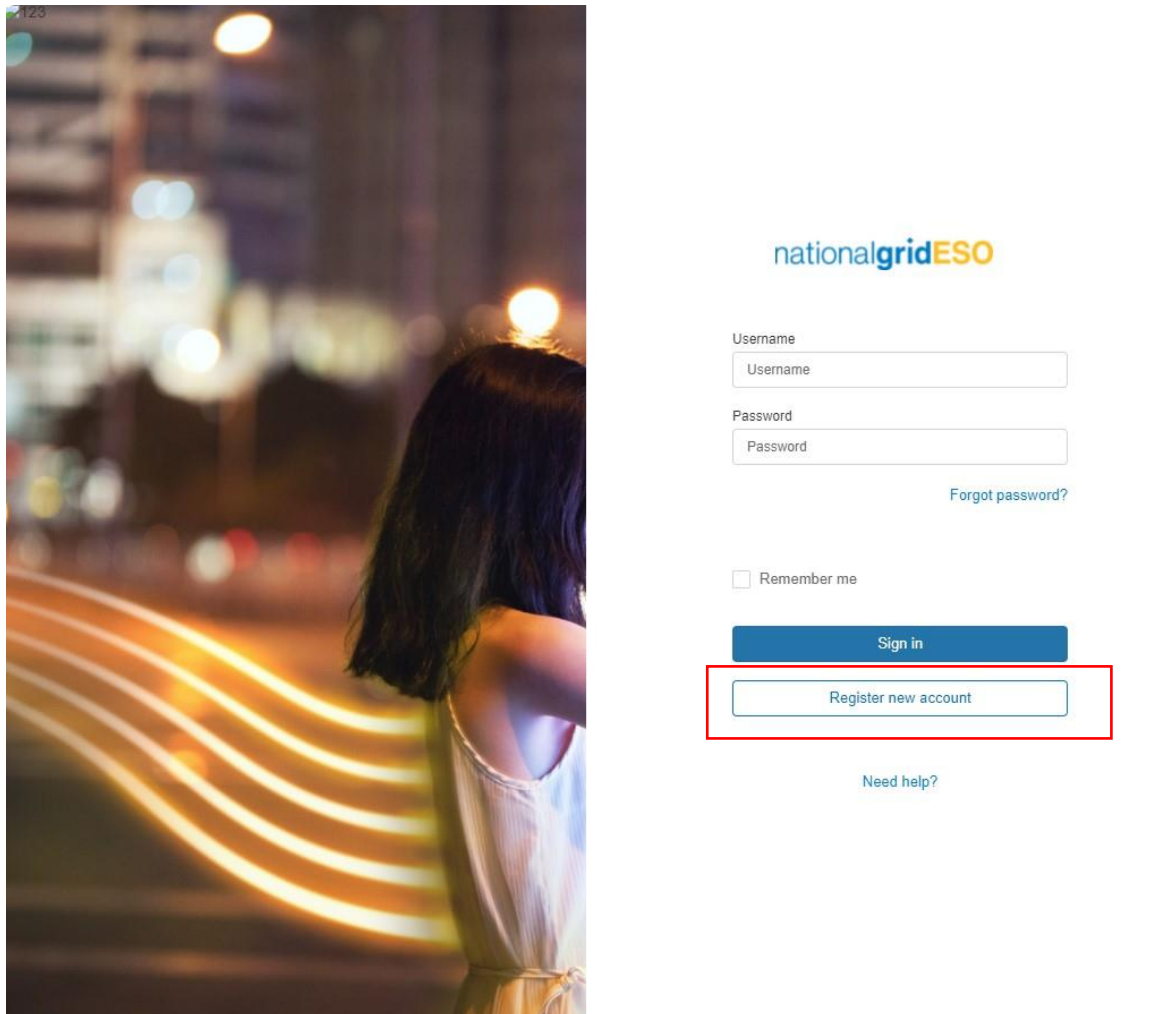 123
nationalgridESO
Username
Username
Password
Password
Forgot password?
Remember me
Sign in
Register new account
Need help?